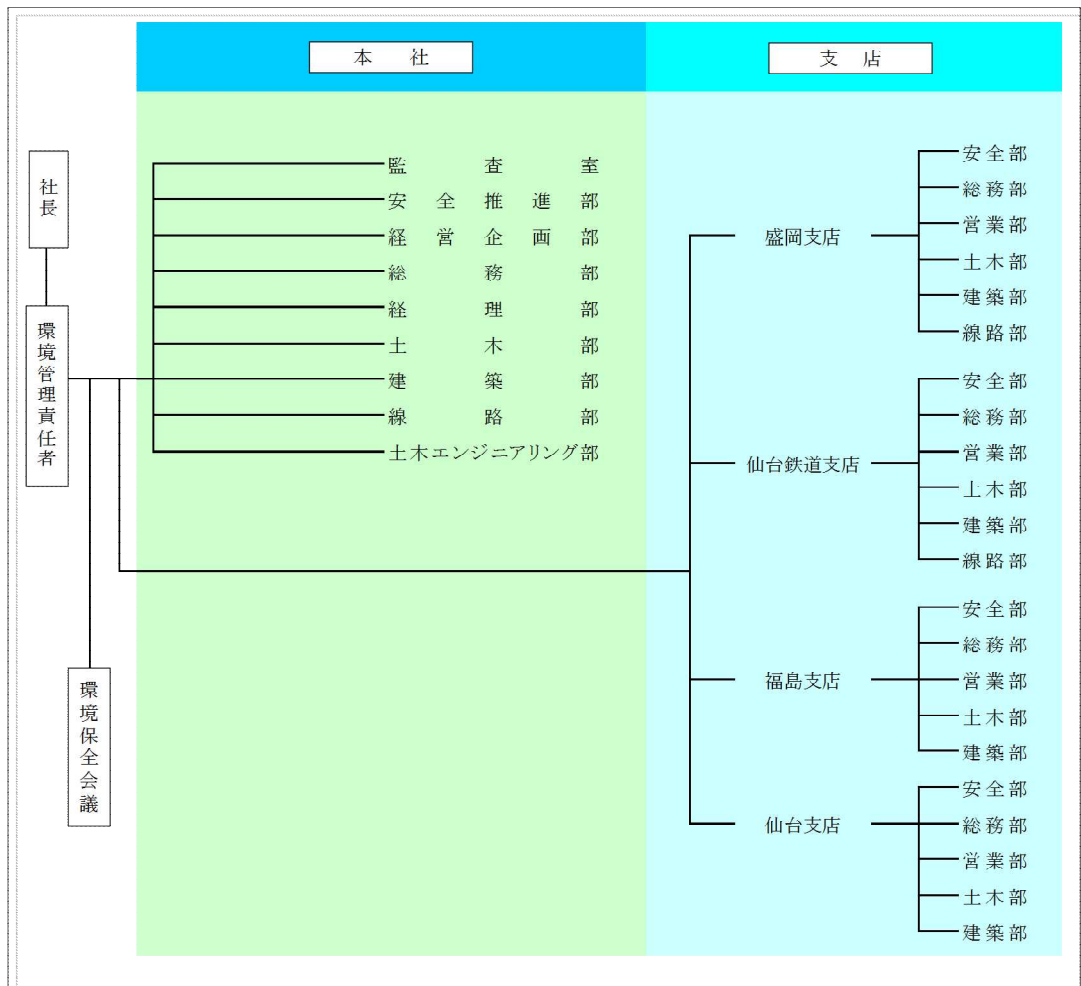 本社
支店
社長
環境管理責任者
環境保全会議
監査室
安全推進部
経営企画部
総務部
経理部
土木部
建築部
線路部
土木エンジニアリング部
盛岡支店
安全部
総務部
営業部
土木部
建築部
線路部
仙台鉄道支店
安全部
総務部
営業部
土木部
建築部
線路部
福島支店
安全部
総務部
営業部
土木部
建築部
仙台支店
安全部
総務部
営業部
土木部
建築部